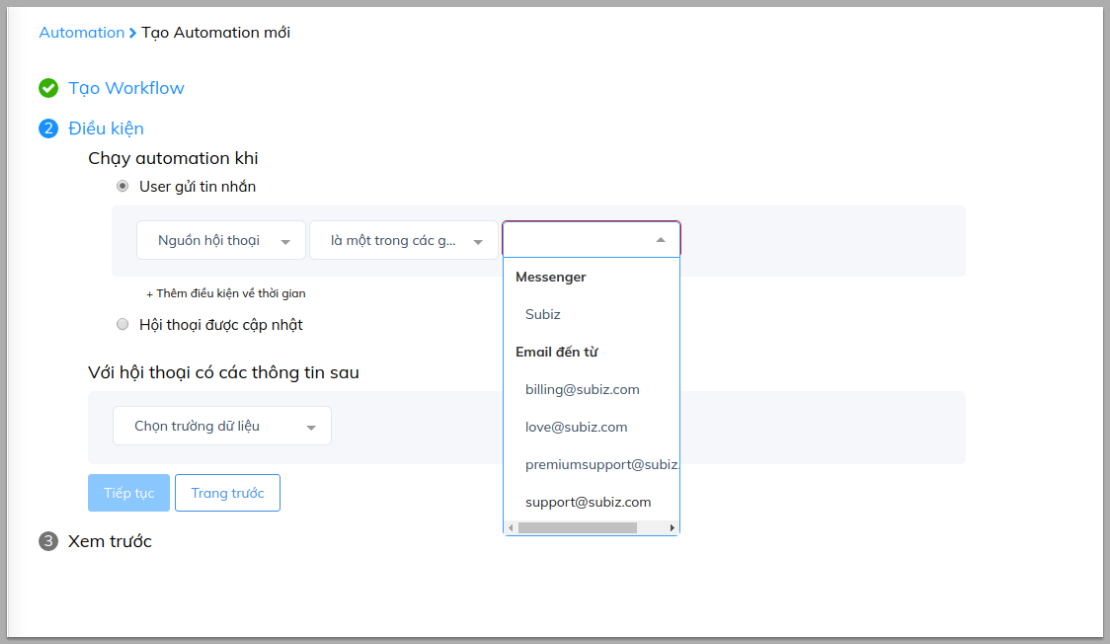 Automation > Tạo Automation mới
Tạo Workflow
2 Điều kiện
Chạy automation khi
User gửi tin nhắn
Nguồn hội thoại là một trong các g...
Messenger
Subiz
Email đến từ
billing@subiz.com
love@subiz.com
premiumsupport@subiz.
support@subiz.com
+ Thêm điều kiện về thời gian
Hội thoại được cập nhật
Với hội thoại có các thông tin sau
Chọn trường dữ liệu
Tiếp tục Trang trước
3 Xem trước